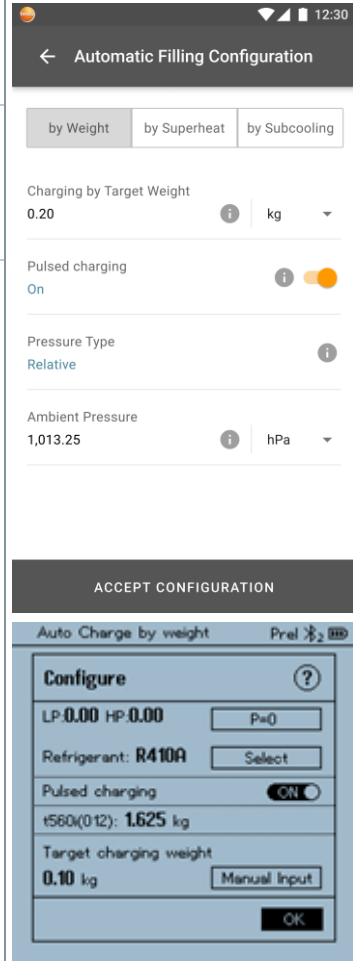 12:30
Automatic Filling Configuration
by Weight by Superheat by Subcooling
Charging by Target Weight
0.20 i kg
Pulsed charging
On i
Pressure Type
Relative i
Ambient Pressure
1,013.25 i hPa
ACCEPT CONFIGURATION
Auto Charge by weight Prel 2
Configure ?
LP:0.00 HP:0.00 P=0
Refrigerant: R410A Select
Pulsed charging ON
t560i(012): 1.625 kg
Target charging weight
0.10 kg Manual Input
OK